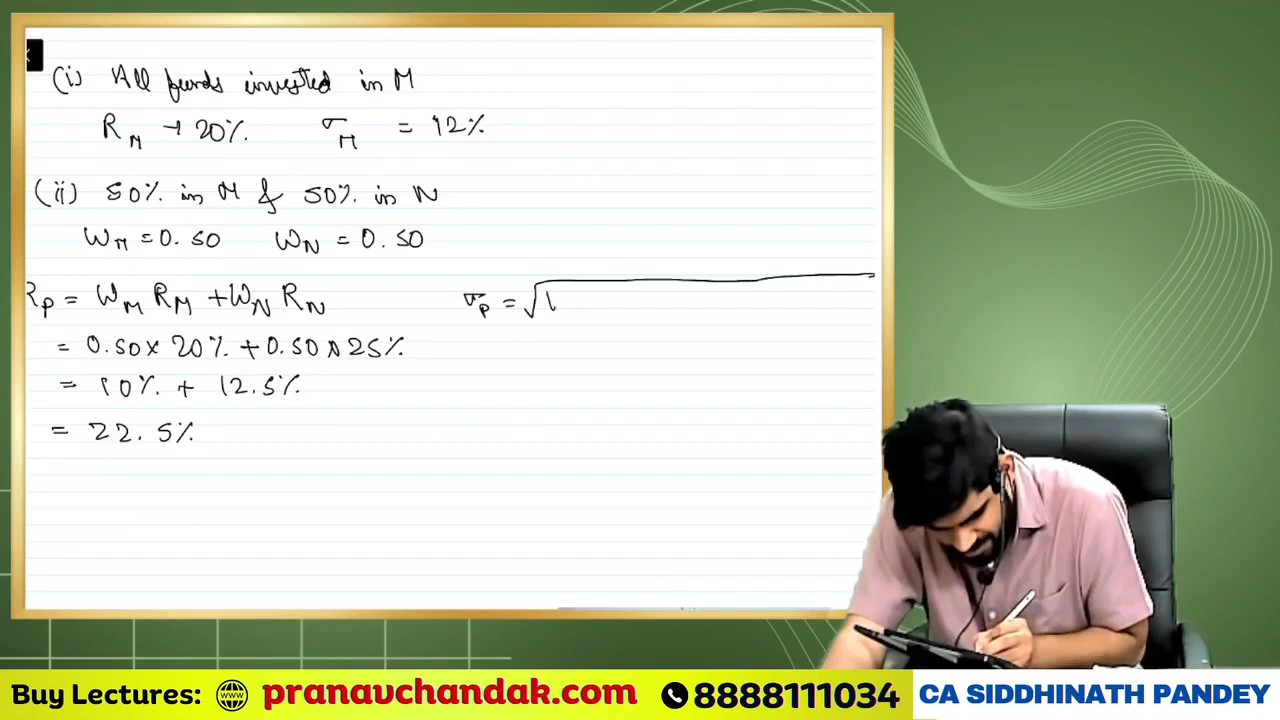 (i) All funds invested in M
R_M → 20% σ_M = 12%
(ii) 50% in M & 50% in N
W_M = 0.50 W_N = 0.50
R_P = W_M R_M + W_N R_N σ_P = √
= 0.50 × 20% + 0.50 × 25%
= 10% + 12.5%
= 22.5%
Buy Lectures: www pranavchandak.com 8888111034 CA SIDDHINATH PANDEY